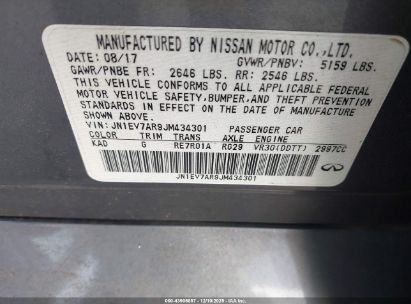 MANUFACTURED BY NISSAN MOTOR CO.,LTD.
DATE: 08/17 GVWR/PNBV: 5159 LBS.
GAWR/PNBE FR: 2646 LBS. RR: 2546 LBS.
THIS VEHICLE CONFORMS TO ALL APPLICABLE FEDERAL
MOTOR VEHICLE SAFETY, BUMPER, AND THEFT PREVENTION
STANDARDS IN EFFECT ON THE DATE OF MANUFACTURE
SHOWN ABOVE.
VIN: JN1EV7AR9JM434301 PASSENGER CAR
COLOR TRIM TRANS AXLE ENGINE
KAD G RE7R01A R029 VR30(DDTT) 2997CC
JN1EV7AR9JM434301